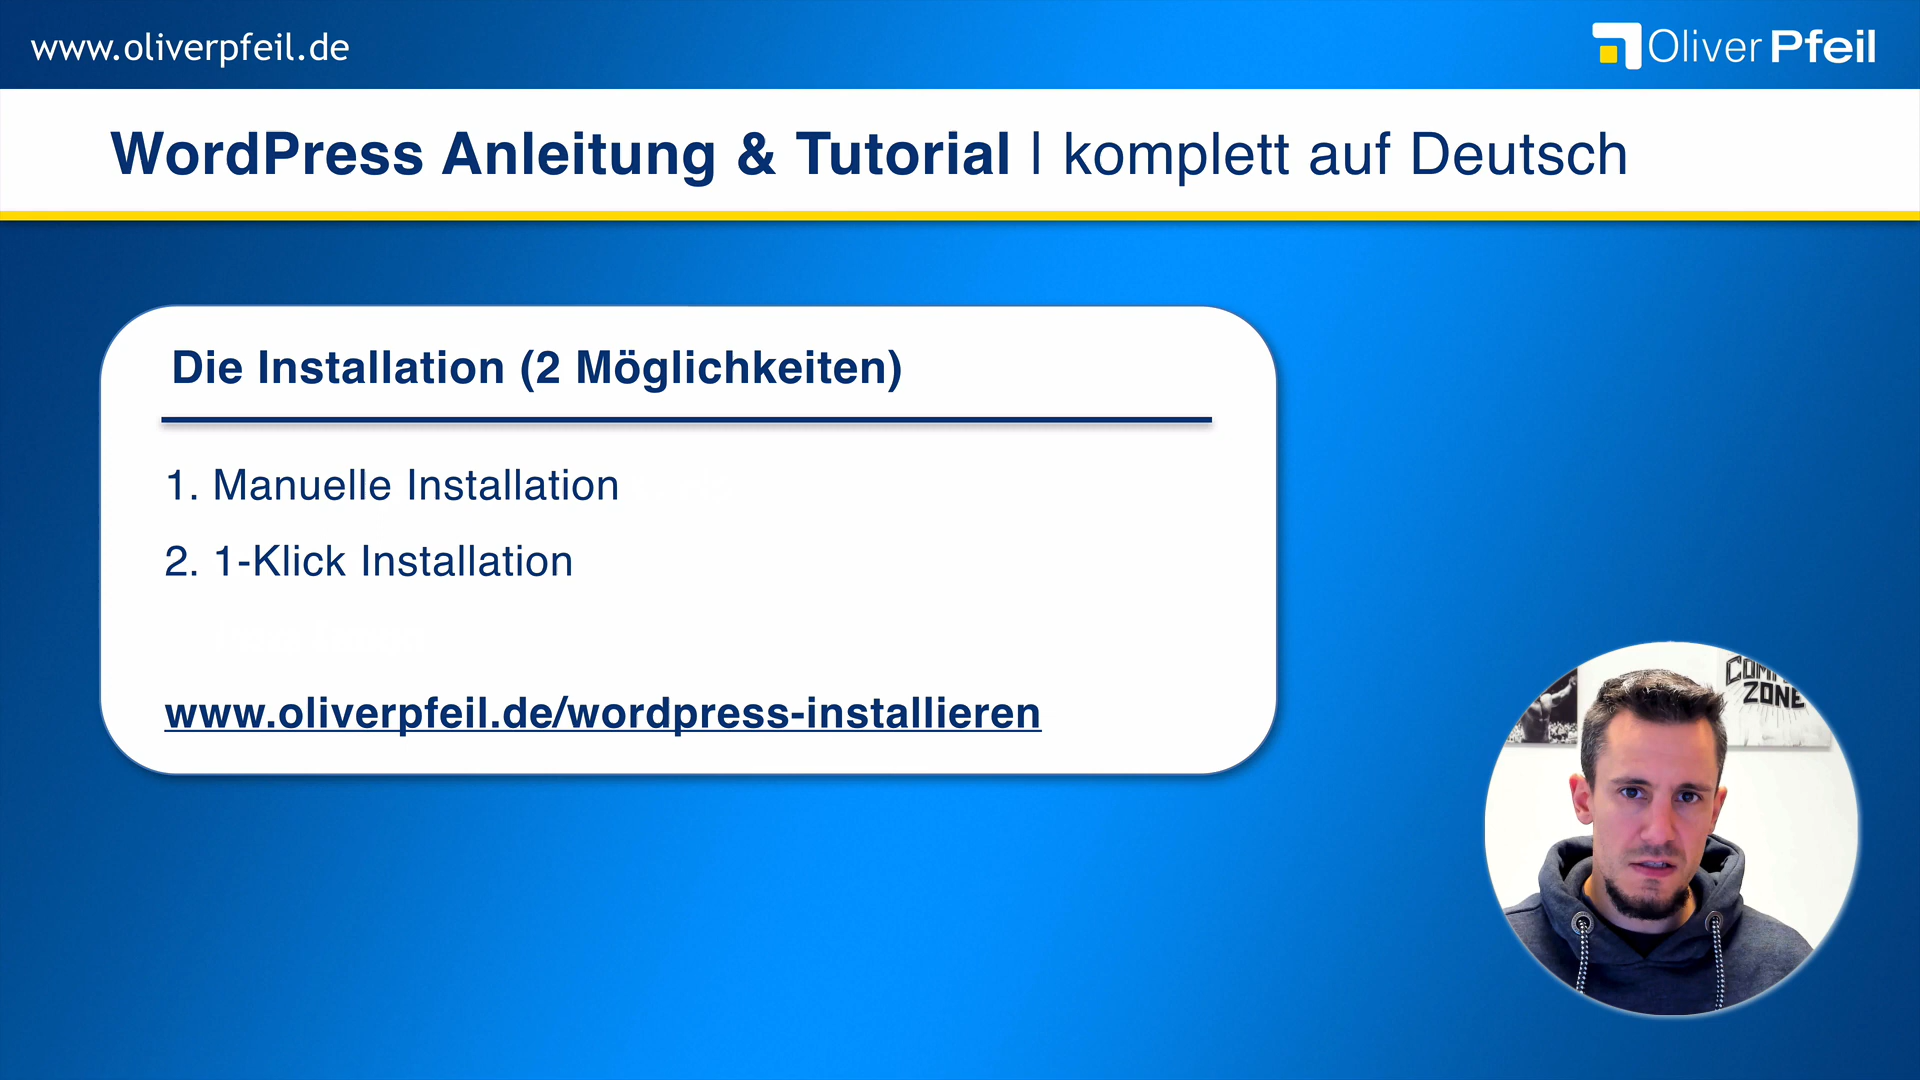 www.oliverpfeil.de
Oliver Pfeil
WordPress Anleitung & Tutorial | komplett auf Deutsch
Die Installation (2 Möglichkeiten)
1. Manuelle Installation
2. 1-Klick Installation
www.oliverpfeil.de/wordpress-installieren
ZONE